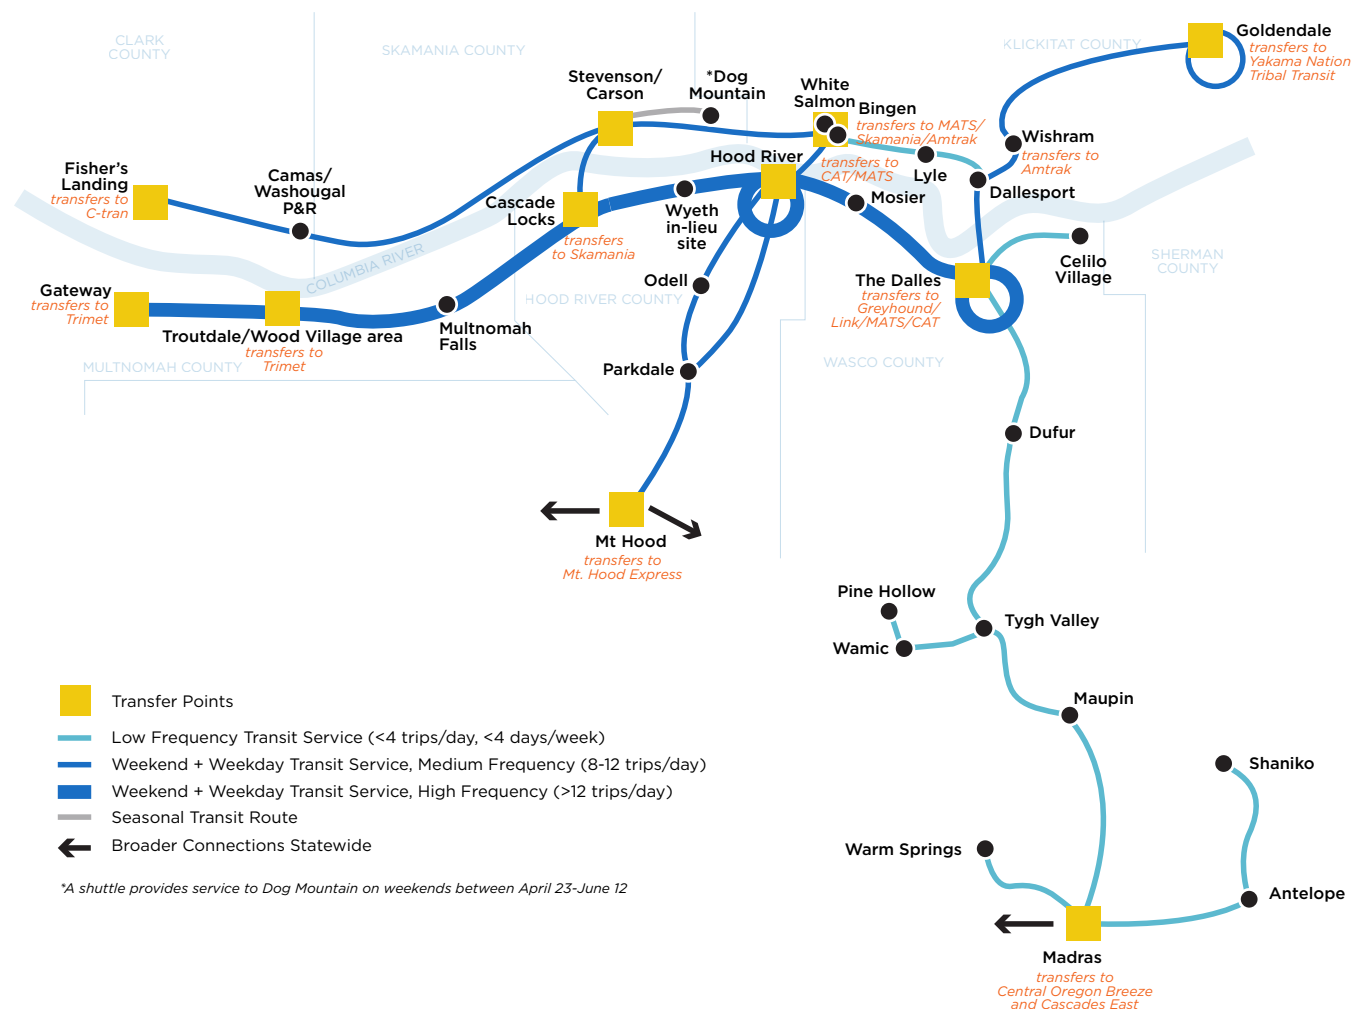 CLARK
COUNTY
SKAMANIA COUNTY
KLICKITAT COUNTY
Goldendale
transfers to
Yakama Nation
Tribal Transit
Stevenson/
Carson
*Dog
Mountain
White
Salmon
Bingen
transfers to MATS/
Skamania/Amtrak
Wishram
transfers to
Amtrak
Fisher's
Landing
transfers to
C-tran
Camas/
Washougal
P&R
Hood River
transfers to
CAT/MATS
Lyle
Dallesport
Mosier
Cascade
Locks
transfers
to Skamania
Wyeth
in-lieu
site
COLUMBIA RIVER
Celilo
Village
SHERMAN
COUNTY
Gateway
transfers to
Trimet
Troutdale/Wood Village area
transfers to
Trimet
Multnomah
Falls
Odell
HOOD RIVER COUNTY
The Dalles
transfers to
Greyhound/
Link/MATS/CAT
MULTNOMAH COUNTY
Parkdale
WASCO COUNTY
Dufur
Mt Hood
transfers to
Mt. Hood Express
Pine Hollow
Wamic
Tygh Valley
Maupin
Shaniko
Warm Springs
Antelope
Madras
transfers to
Central Oregon Breeze
and Cascades East
Transfer Points
Low Frequency Transit Service (<4 trips/day, <4 days/week)
Weekend + Weekday Transit Service, Medium Frequency (8-12 trips/day)
Weekend + Weekday Transit Service, High Frequency (>12 trips/day)
Seasonal Transit Route
Broader Connections Statewide
*A shuttle provides service to Dog Mountain on weekends between April 23-June 12